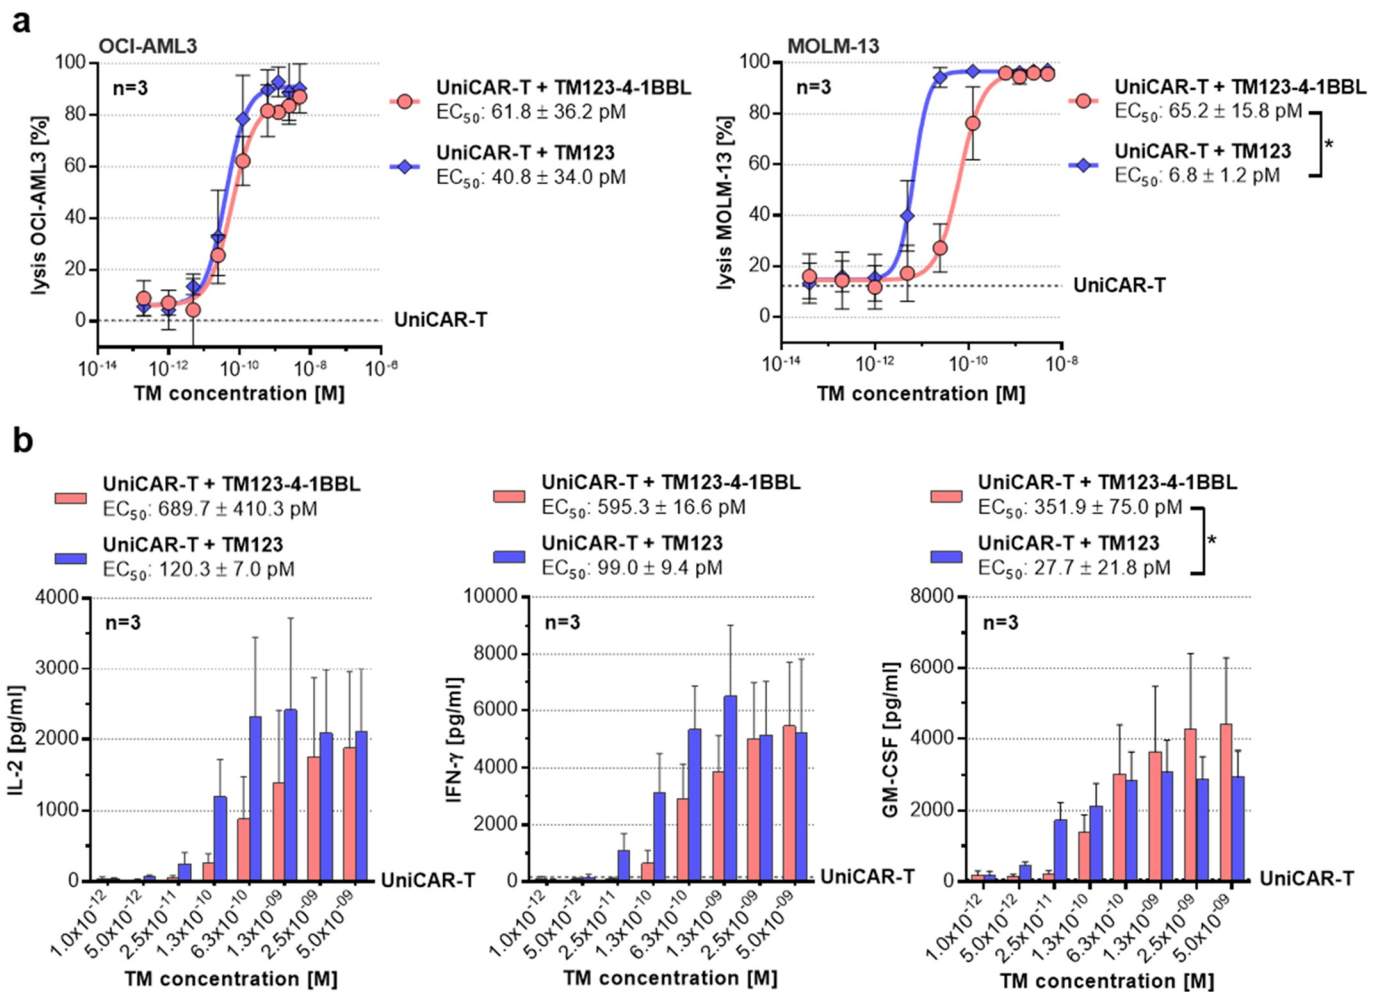 a
OCI-AML3
n=3
100
80
60
40
20
0
lysis OCI-AML3 [%]
10⁻¹⁴
10⁻¹²
10⁻¹⁰
10⁻⁸
10⁻⁶
TM concentration [M]
UniCAR-T + TM123-4-1BBL
EC₅₀: 61.8 ± 36.2 pM
UniCAR-T + TM123
EC₅₀: 40.8 ± 34.0 pM
UniCAR-T
MOLM-13
n=3
100
80
60
40
20
0
lysis MOLM-13 [%]
10⁻¹⁴
10⁻¹²
10⁻¹⁰
10⁻⁸
TM concentration [M]
UniCAR-T + TM123-4-1BBL
EC₅₀: 65.2 ± 15.8 pM
UniCAR-T + TM123
EC₅₀: 6.8 ± 1.2 pM
*
UniCAR-T
b
UniCAR-T + TM123-4-1BBL
EC₅₀: 689.7 ± 410.3 pM
UniCAR-T + TM123
EC₅₀: 120.3 ± 7.0 pM
n=3
4000
3000
2000
1000
0
IL-2 [pg/ml]
UniCAR-T
1.0x10⁻¹²
5.0x10⁻¹²
2.5x10⁻¹¹
1.3x10⁻¹⁰
6.3x10⁻¹⁰
1.3x10⁻⁰⁹
2.5x10⁻⁰⁹
5.0x10⁻⁰⁹
TM concentration [M]
UniCAR-T + TM123-4-1BBL
EC₅₀: 595.3 ± 16.6 pM
UniCAR-T + TM123
EC₅₀: 99.0 ± 9.4 pM
n=3
10000
8000
6000
4000
2000
0
IFN-γ [pg/ml]
UniCAR-T
1.0x10⁻¹²
5.0x10⁻¹²
2.5x10⁻¹¹
1.3x10⁻¹⁰
6.3x10⁻¹⁰
1.3x10⁻⁰⁹
2.5x10⁻⁰⁹
5.0x10⁻⁰⁹
TM concentration [M]
UniCAR-T + TM123-4-1BBL
EC₅₀: 351.9 ± 75.0 pM
UniCAR-T + TM123
EC₅₀: 27.7 ± 21.8 pM
*
n=3
8000
6000
4000
2000
0
GM-CSF [pg/ml]
UniCAR-T
1.0x10⁻¹²
5.0x10⁻¹²
2.5x10⁻¹¹
1.3x10⁻¹⁰
6.3x10⁻¹⁰
1.3x10⁻⁰⁹
2.5x10⁻⁰⁹
5.0x10⁻⁰⁹
TM concentration [M]